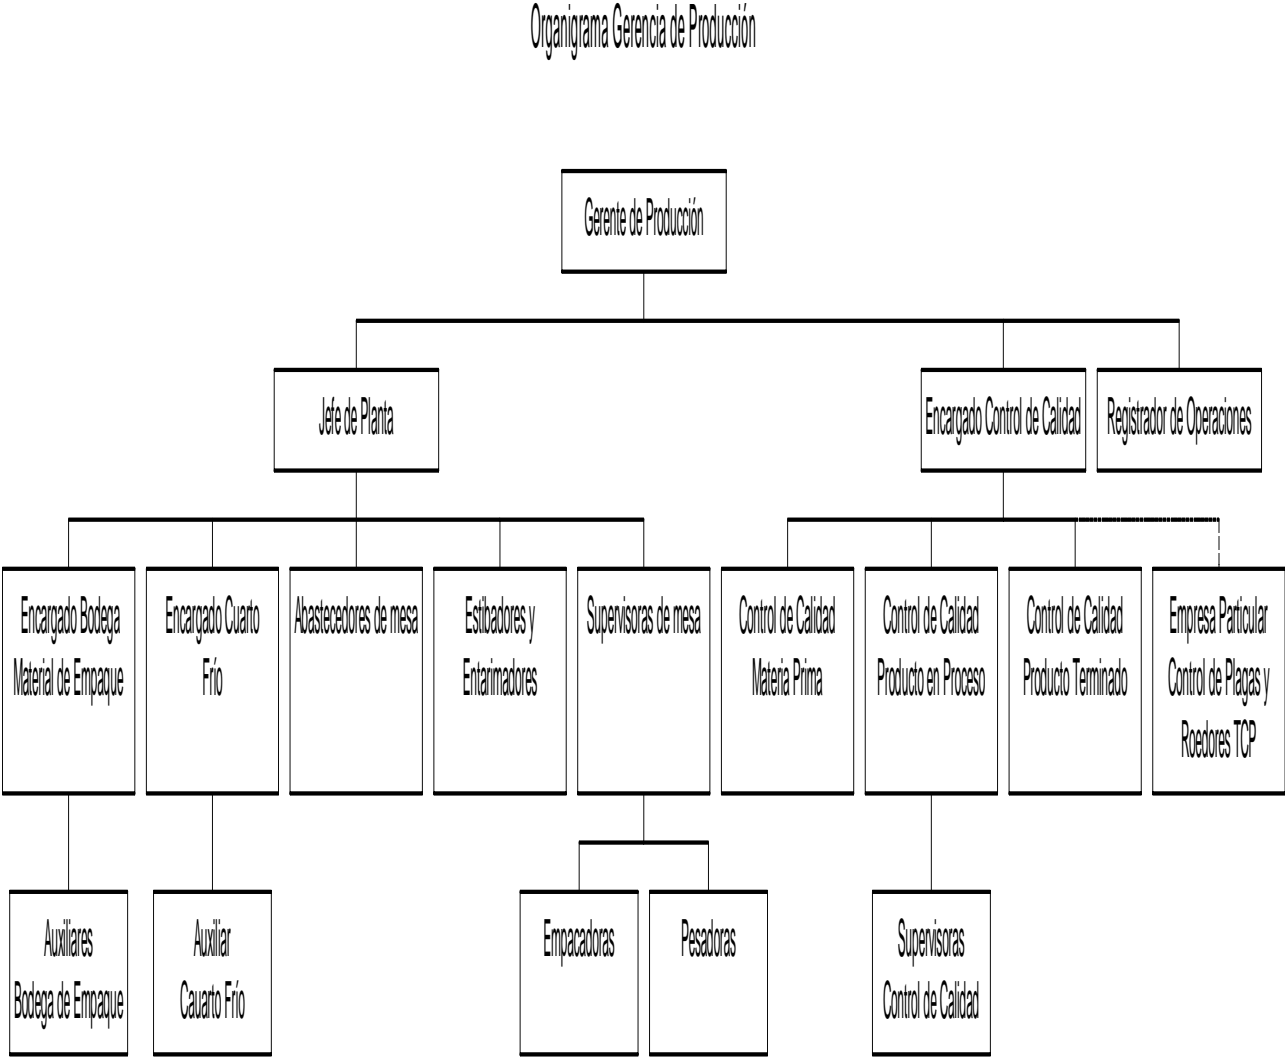 Organigrama Gerencia de Producción
Gerente de Producción
Jefe de Planta
Encargado Control de Calidad
Registrador de Operaciones
Encargado Bodega
Material de Empaque
Encargado Cuarto
Frío
Abastecedores de mesa
Estibadores y
Entarimadores
Supervisoras de mesa
Control de Calidad
Materia Prima
Control de Calidad
Producto en Proceso
Control de Calidad
Producto Terminado
Empresa Particular
Control de Plagas y
Roedores TCP
Auxiliares
Bodega de Empaque
Auxiliar
Cauarto Frío
Empacadoras
Pesadoras
Supervisoras
Control de Calidad